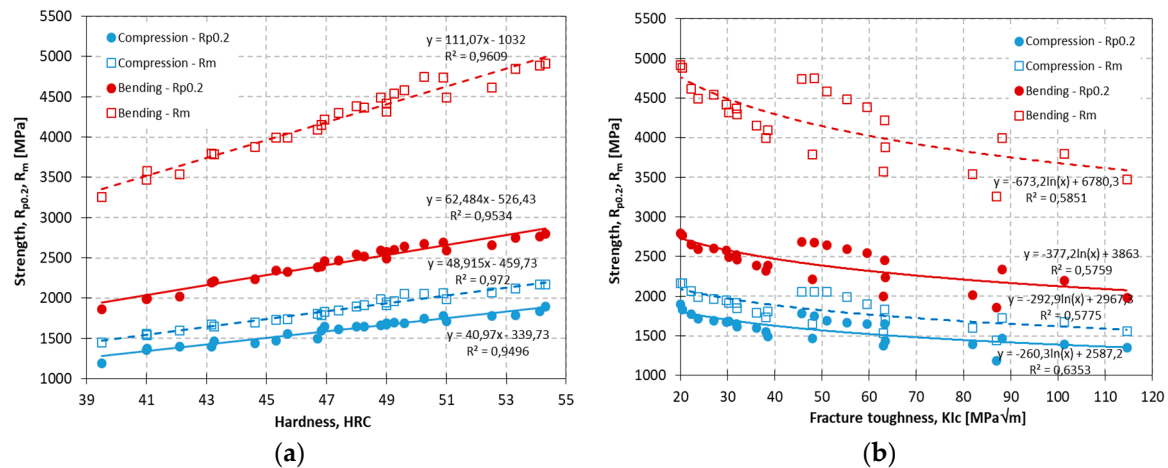 5500
5000
4500
4000
3500
3000
2500
2000
1500
1000
39
41
43
45
47
49
51
53
55
Strength, Rp0.2, Rm [MPa]
Hardness, HRC
Compression - Rp0.2
Compression - Rm
Bending - Rp0.2
Bending - Rm
y = 111,07x - 1032
R² = 0,9609
y = 62,484x - 526,43
R² = 0,9534
y = 48,915x - 459,73
R² = 0,972
y = 40,97x - 339,73
R² = 0,9496
(a)
5500
5000
4500
4000
3500
3000
2500
2000
1500
1000
20
30
40
50
60
70
80
90
100
110
120
Strength, Rp0.2, Rm [MPa]
Fracture toughness, KIc [MPa√m]
Compression - Rp0.2
Compression - Rm
Bending - Rp0.2
Bending - Rm
y = -673,2ln(x) + 6780,3
R² = 0,5851
y = -377,2ln(x) + 3863
R² = 0,5759
y = -292,9ln(x) + 2967,3
R² = 0,5775
y = -260,3ln(x) + 2587,2
R² = 0,6353
(b)